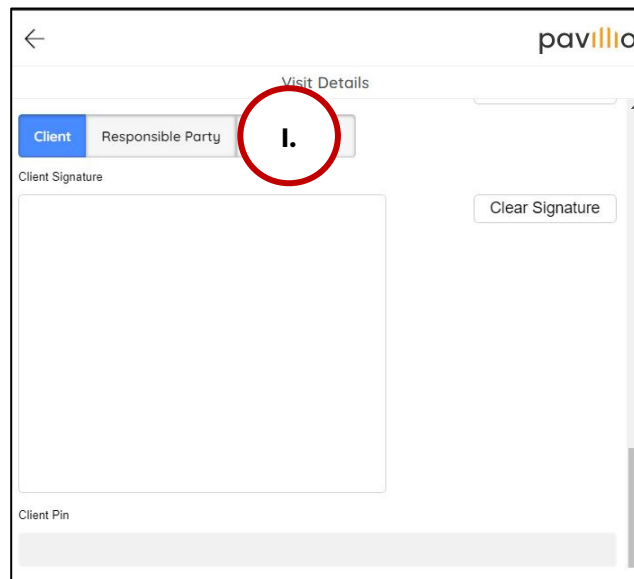 pavillio
Visit Details
Client Responsible Party I.
Client Signature
Clear Signature
Client Pin